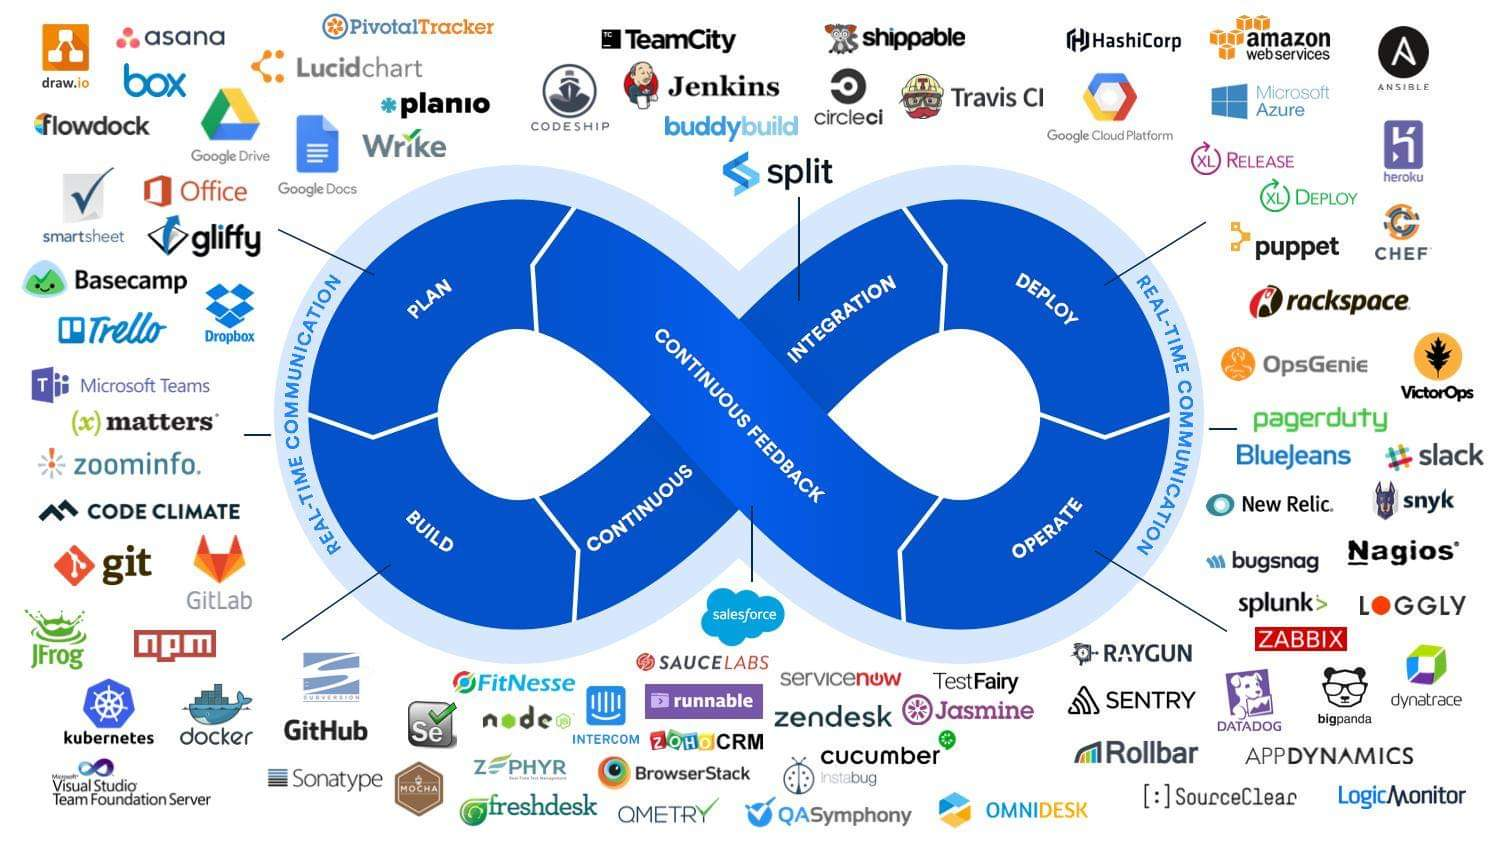 draw.io
asana
PivotalTracker
box
Lucidchart
flowdock
Google Drive
planio
Google Docs
Wrike
smartsheet
Office
gliffy
Basecamp
Trello
Dropbox
TC TeamCity
shippable
CODESHIP
Jenkins
circleci
Travis CI
buddybuild
split
HashiCorp
amazon
webservices
ANSIBLE
Google Cloud Platform
Microsoft
Azure
XL RELEASE
heroku
XL DEPLOY
puppet
CHEF
rackspace
PLAN
CONTINUOUS FEEDBACK
INTEGRATION
DEPLOY
BUILD
CONTINUOUS
OPERATE
REAL-TIME COMMUNICATION
REAL-TIME COMMUNICATION
T Microsoft Teams
(x) matters
zoominfo.
OpsGenie
VictorOps
pagerduty
BlueJeans
slack
CODE CLIMATE
git
GitLab
JFrog
npm
kubernetes
docker
SUBVERSION
GitHub
Microsoft
Visual Studio
Team Foundation Server
Sonatype
New Relic.
snyk
bugsnag
Nagios
splunk>
LOGGLY
ZABBIX
RAYGUN
SENTRY
DATADOG
bigpanda
dynatrace
Rollbar
APPDYNAMICS
[:]SourceClear
LogicMonitor
salesforce
SAUCELABS
FitNesse
servicenow
TestFairy
Se
node
JS
INTERCOM
runnable
zendesk
Jasmine
ZOHO CRM
cucumber
Instabug
ZEPHYR
MOCHA
BrowserStack
freshdesk
QMETRY
QASymphony
OMNIDESK